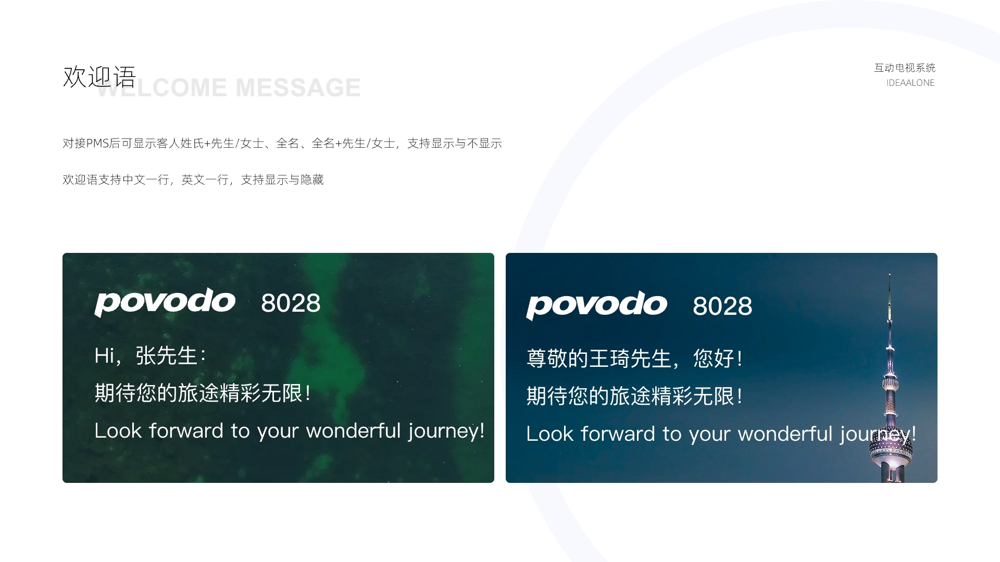 欢迎语
WELCOME MESSAGE
互动电视系统
IDEAALONE
对接PMS后可显示客人姓氏+先生/女士、全名、全名+先生/女士，支持显示与不显示
欢迎语支持中文一行，英文一行，支持显示与隐藏
povodo 8028
Hi，张先生：
期待您的旅途精彩无限！
Look forward to your wonderful journey!
povodo 8028
尊敬的王琦先生，您好！
期待您的旅途精彩无限！
Look forward to your wonderful journey!